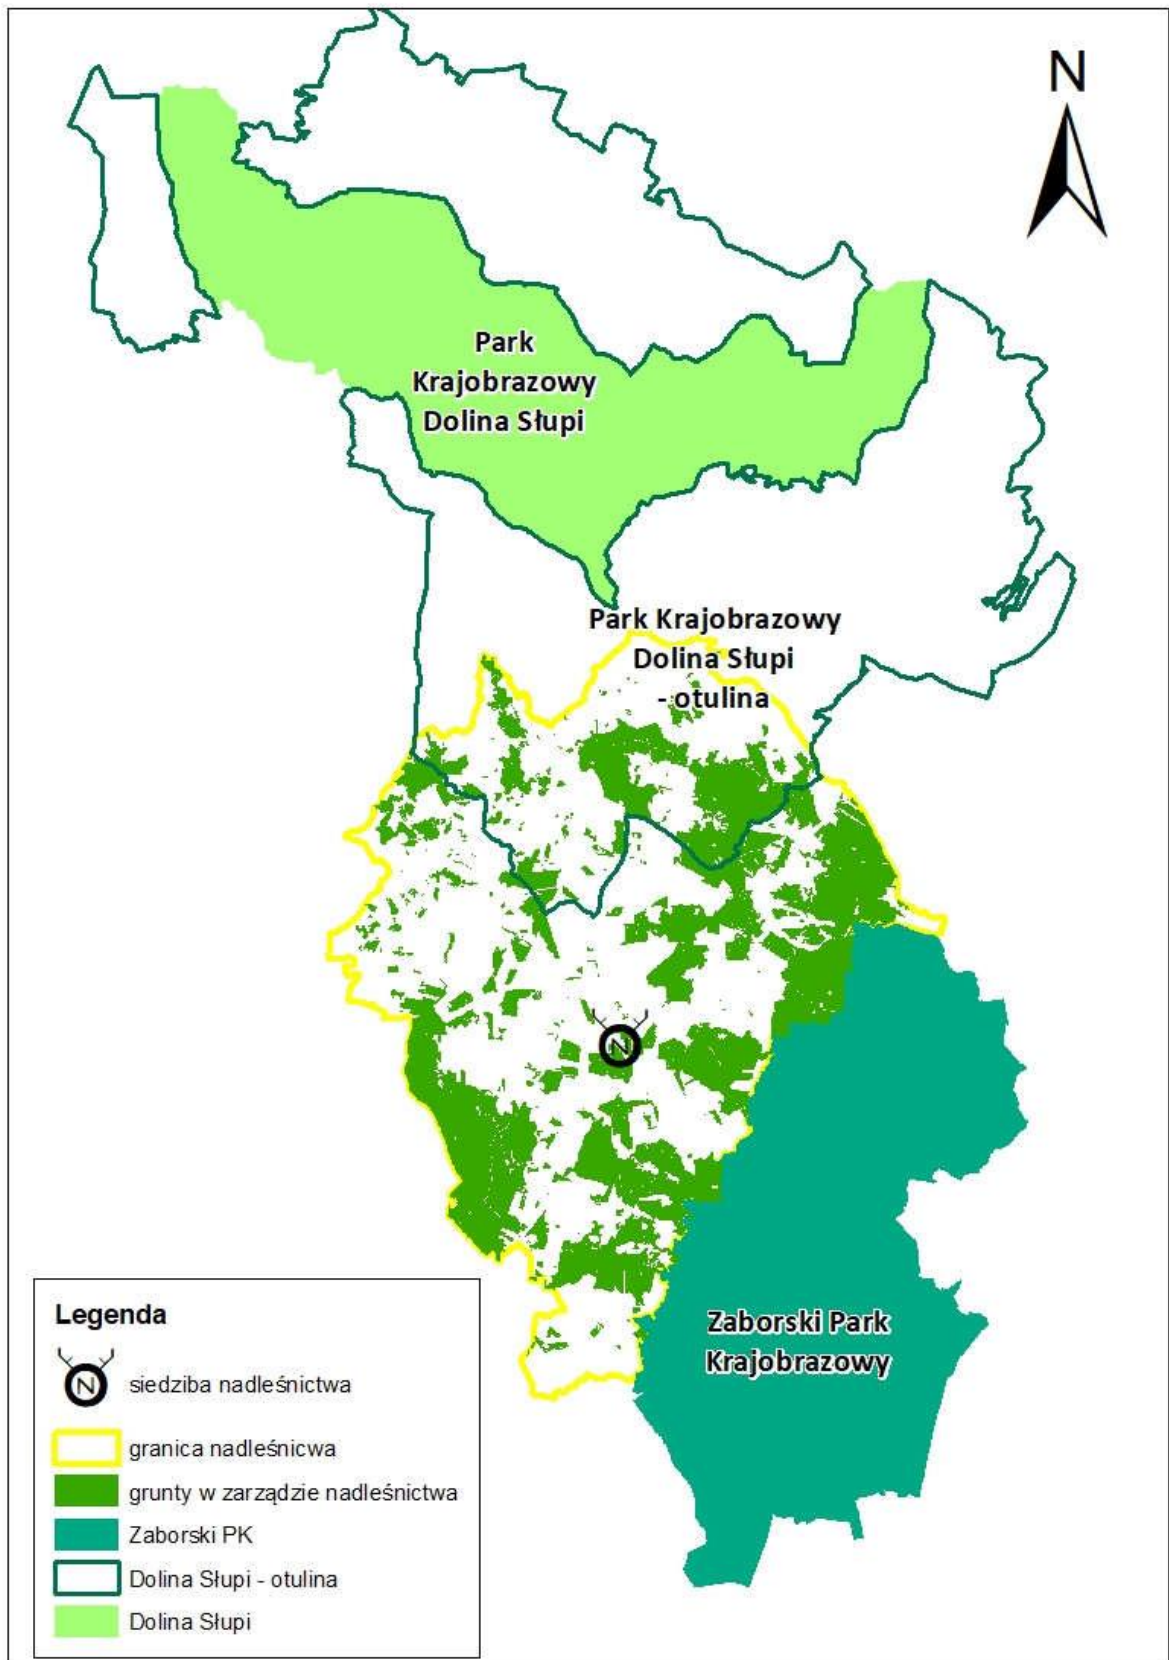 N
Park
Krajobrazowy
Dolina Słupi
Park Krajobrazowy
Dolina Słupi
- otulina
N
Zaborski Park
Krajobrazowy
Legenda
N
siedziba nadleśnictwa
granica nadleśnicwa
grunty w zarządzie nadleśnictwa
Zaborski PK
Dolina Słupi - otulina
Dolina Słupi